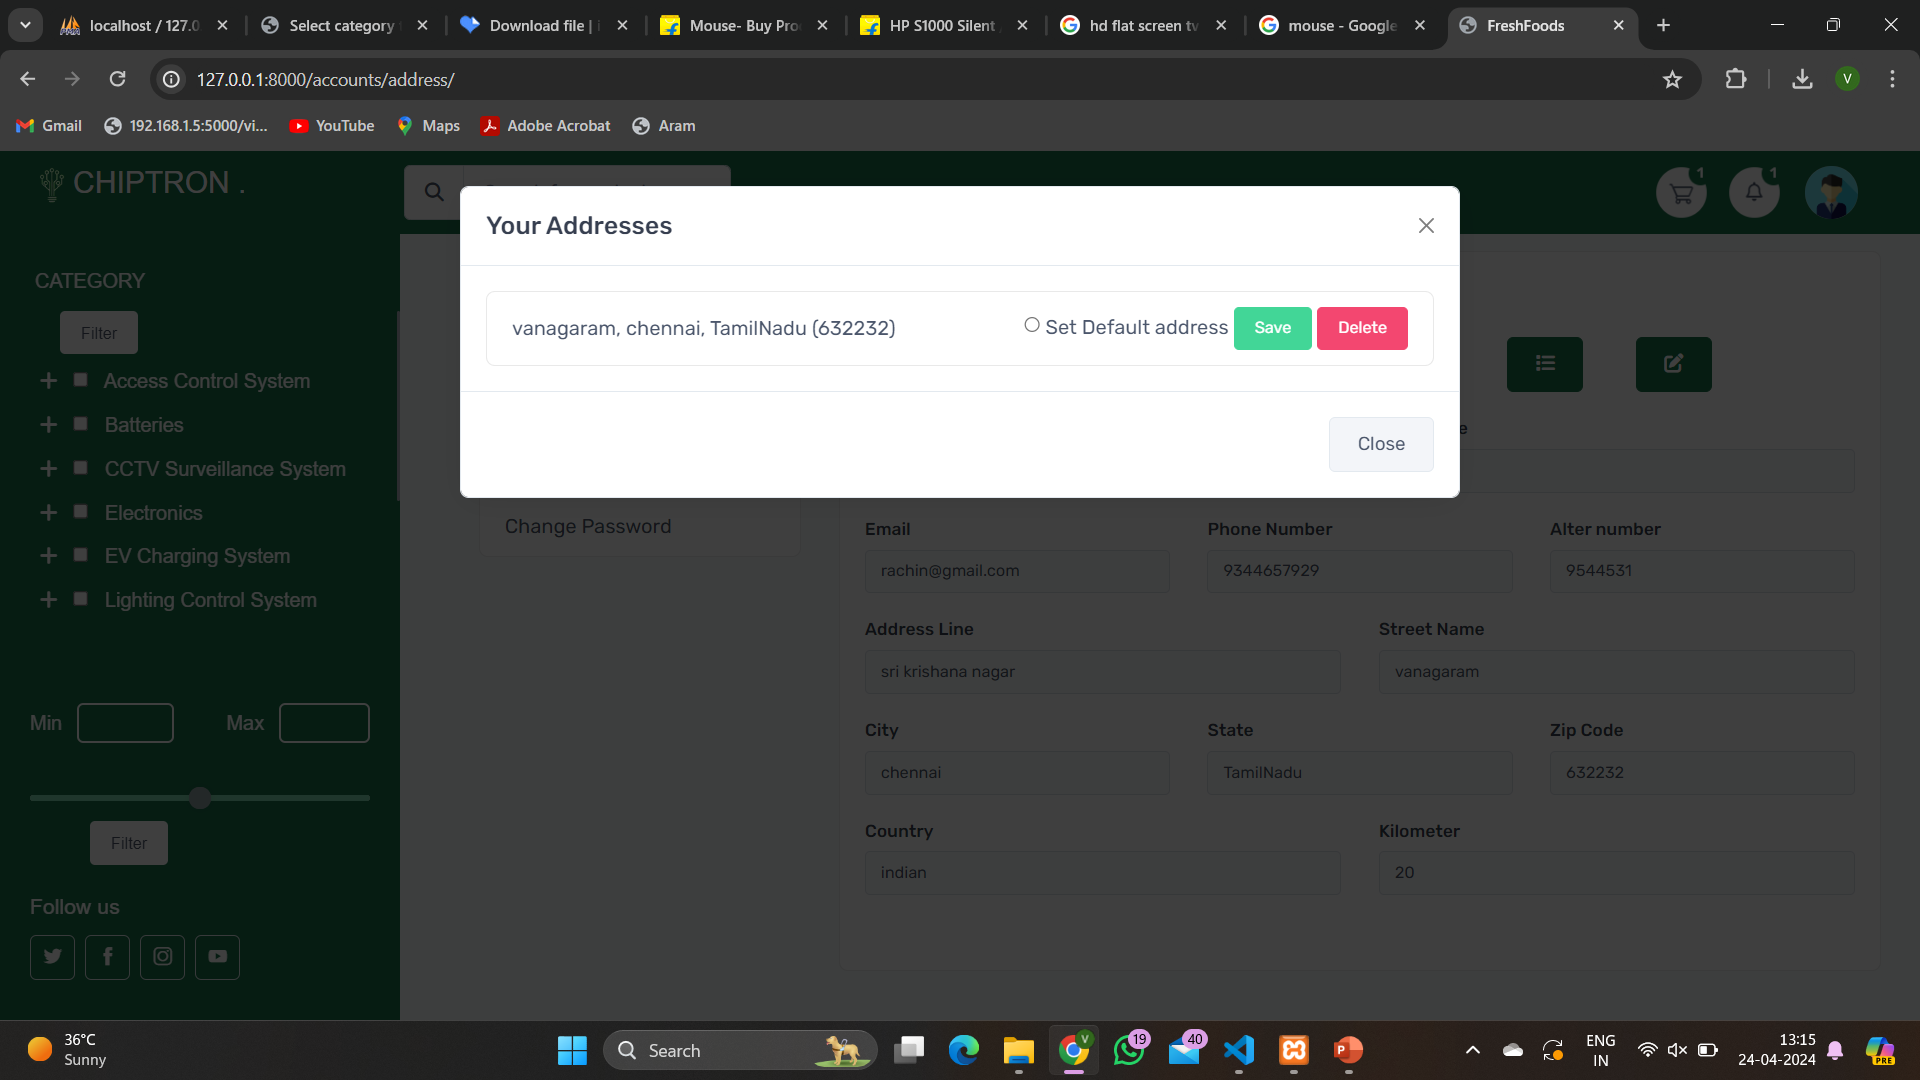 localhost / 127.0.
Select category
Download file | i
Mouse- Buy Pro
HP S1000 Silent
hd flat screen tv
mouse - Google
FreshFoods
127.0.0.1:8000/accounts/address/
V
Gmail
192.168.1.5:5000/vi...
YouTube
Maps
Adobe Acrobat
Aram
CHIPTRON .
1
1
Your Addresses
vanagaram, chennai, TamilNadu (632232)
Set Default address
Save
Delete
Close
CATEGORY
Filter
Access Control System
Batteries
CCTV Surveillance System
Electronics
EV Charging System
Lighting Control System
Min
Max
Filter
Follow us
Change Password
Email
Phone Number
Alter number
rachin@gmail.com
9344657929
9544531
Address Line
Street Name
sri krishana nagar
vanagaram
City
State
Zip Code
chennai
TamilNadu
632232
Country
Kilometer
indian
20
36°C
Sunny
Search
V
19
40
P
ENG
IN
13:15
24-04-2024
PRE